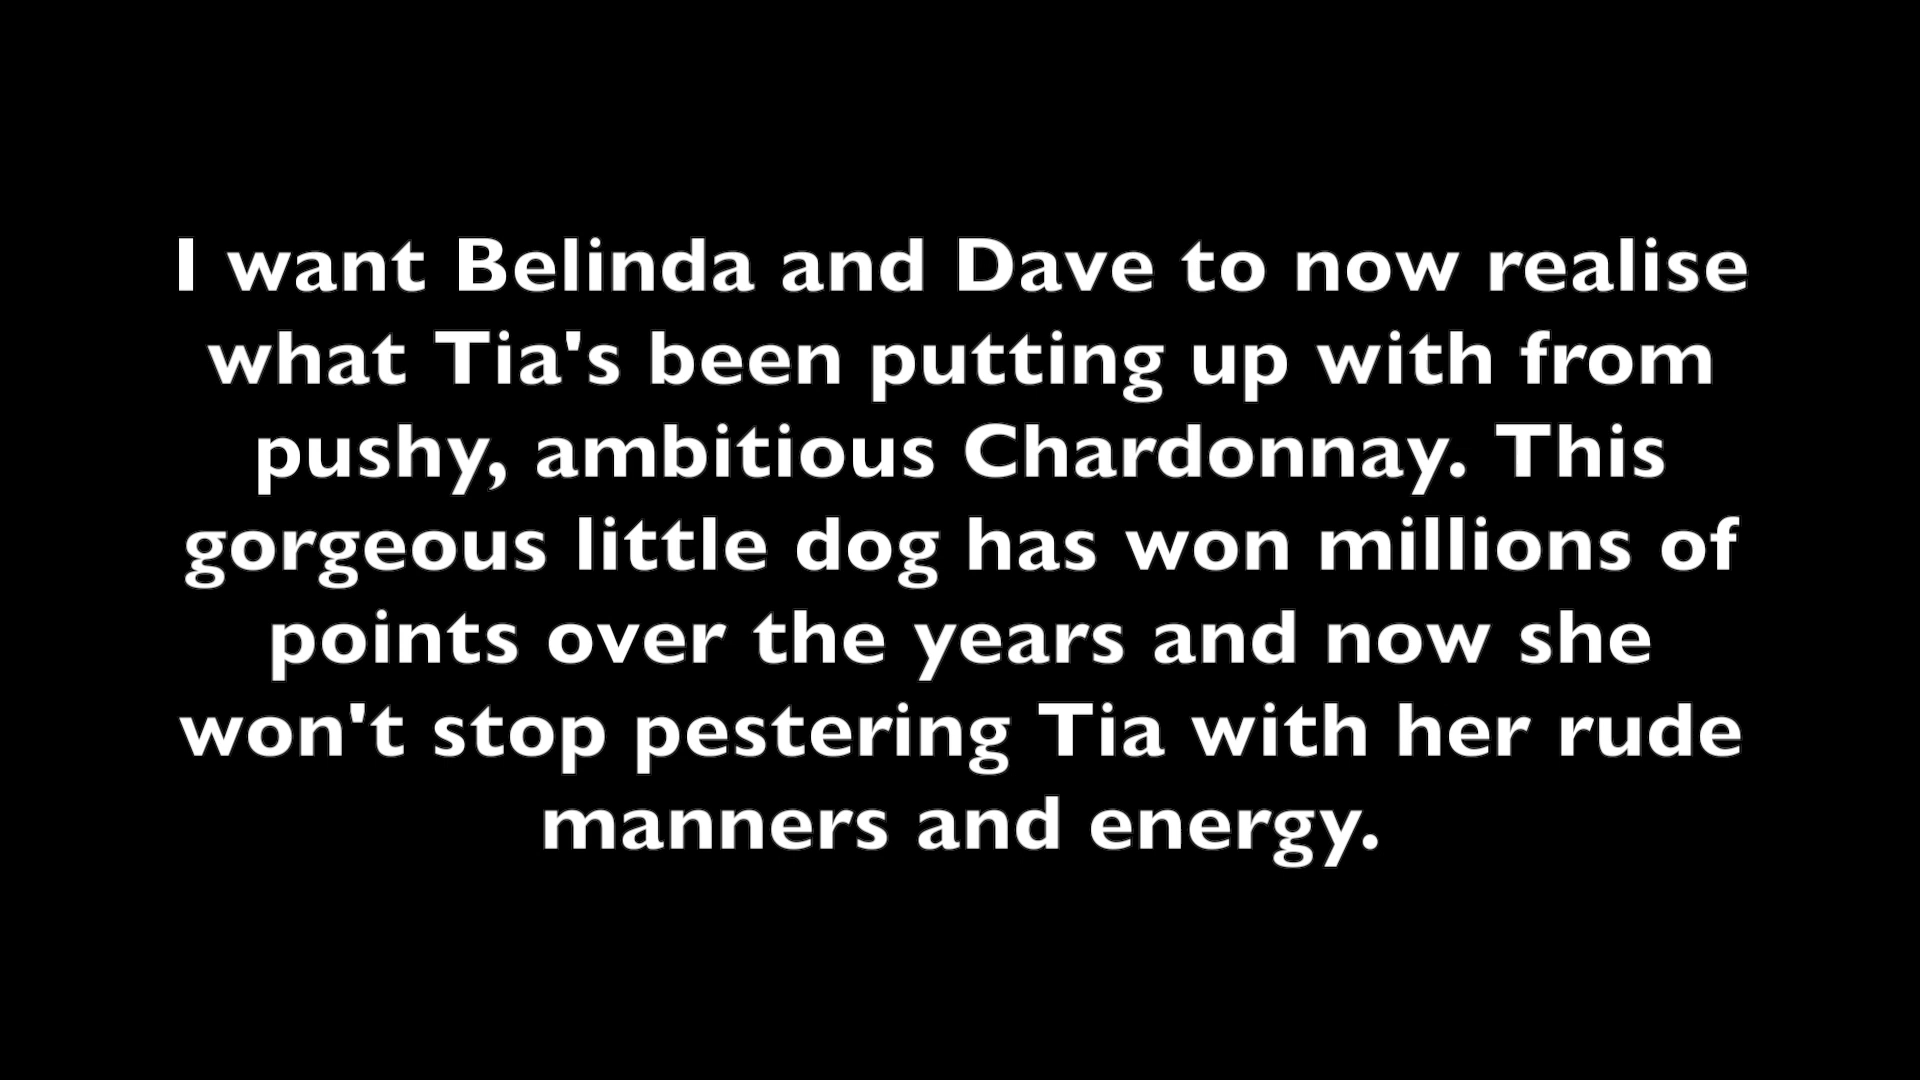 I want Belinda and Dave to now realise
what Tia's been putting up with from
pushy, ambitious Chardonnay. This
gorgeous little dog has won millions of
points over the years and now she
won't stop pestering Tia with her rude
manners and energy.